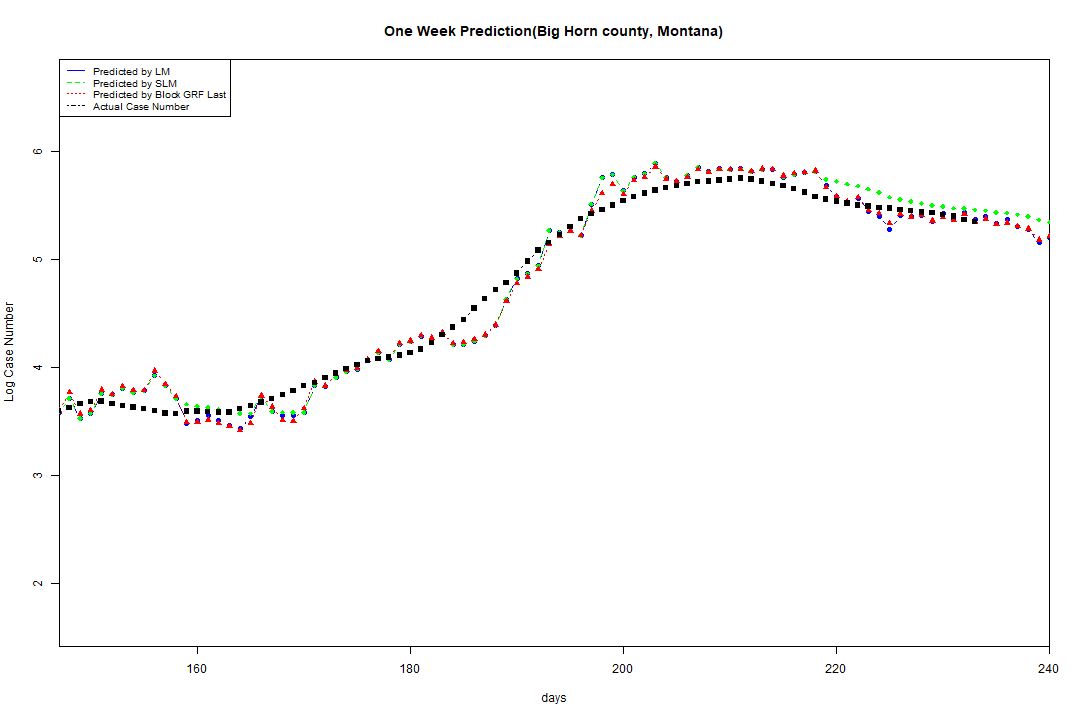 One Week Prediction(Big Horn county, Montana)
Predicted by LM
Predicted by SLM
Predicted by Block GRF Last
Actual Case Number
6
5
4
3
2
Log Case Number
160 180 200 220 240
days